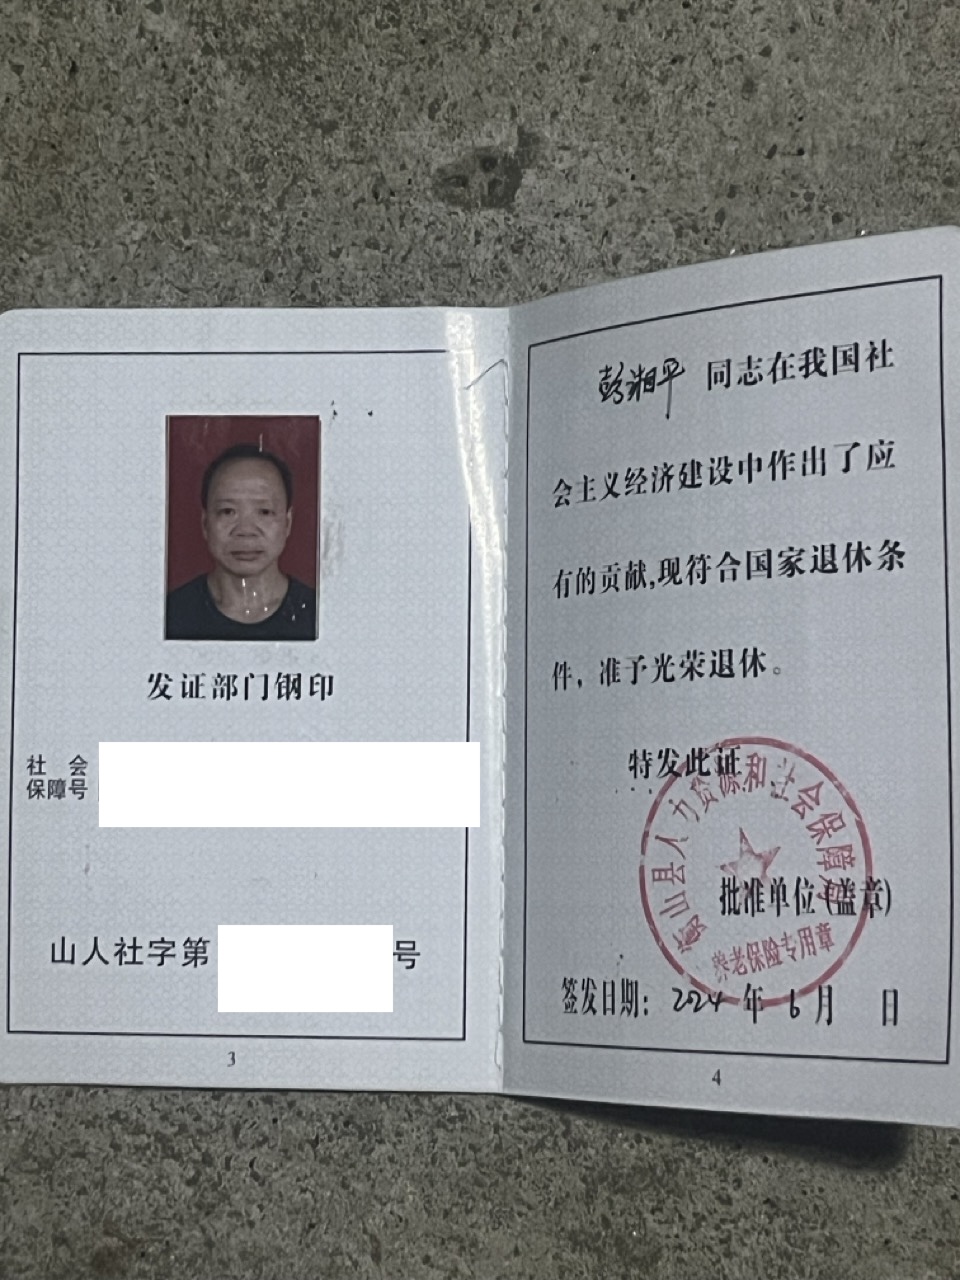 发证部门钢印
社 会
保障号
山人社字第 号
3
彭湘平 同志在我国社
会主义经济建设中作出了应
有的贡献,现符合国家退休条
件，准予光荣退休。
特发此证
衡山县人力资源和社会保障局
批准单位(盖章)
养老保险专用章
签发日期：2024 年 6 月 日
4